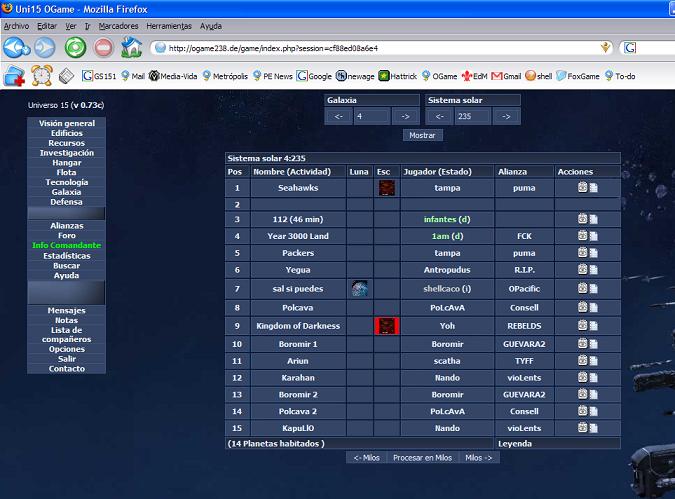 Uni15 OGame - Mozilla Firefox
Archivo Editar Ver Ir Marcadores Herramientas Ayuda
http://ogame238.de/game/index.php?session=cf88ed08a6e4
GS151 Mail Media-Vida Metrópolis PE News Google newage Hattrick OGame EdM Gmail shell FoxGame To-do
Universo 15 (v 0.73c)
Visión general
Edificios
Recursos
Investigación
Hangar
Flota
Tecnología
Galaxia
Defensa
Alianzas
Foro
Info Comandante
Estadísticas
Buscar
Ayuda
Mensajes
Notas
Lista de
compañeros
Opciones
Salir
Contacto
Galaxia Sistema solar
<- 4 -> <- 235 ->
Mostrar
Sistema solar 4:235
Pos Nombre (Actividad) Luna Esc Jugador (Estado) Alianza Acciones
1 Seahawks tampa puma
2
3 112 (46 min) infantes (d)
4 Year 3000 Land 1am (d) FCK
5 Packers tampa puma
6 Yegua Antropudus R.I.P.
7 sal si puedes shellcaco (i) OPacific
8 Polcava PoLcAvA Consell
9 Kingdom of Darkness Yoh REBELDS
10 Boromir 1 Boromir GUEVARA2
11 Ariun scatha TYFF
12 Karahan Nando vioLents
13 Boromir 2 Boromir GUEVARA2
14 Polcava 2 PoLcAvA Consell
15 KapuLlO Nando vioLents
(14 Planetas habitados ) Leyenda
<- Milos Procesar en Milos Milos ->